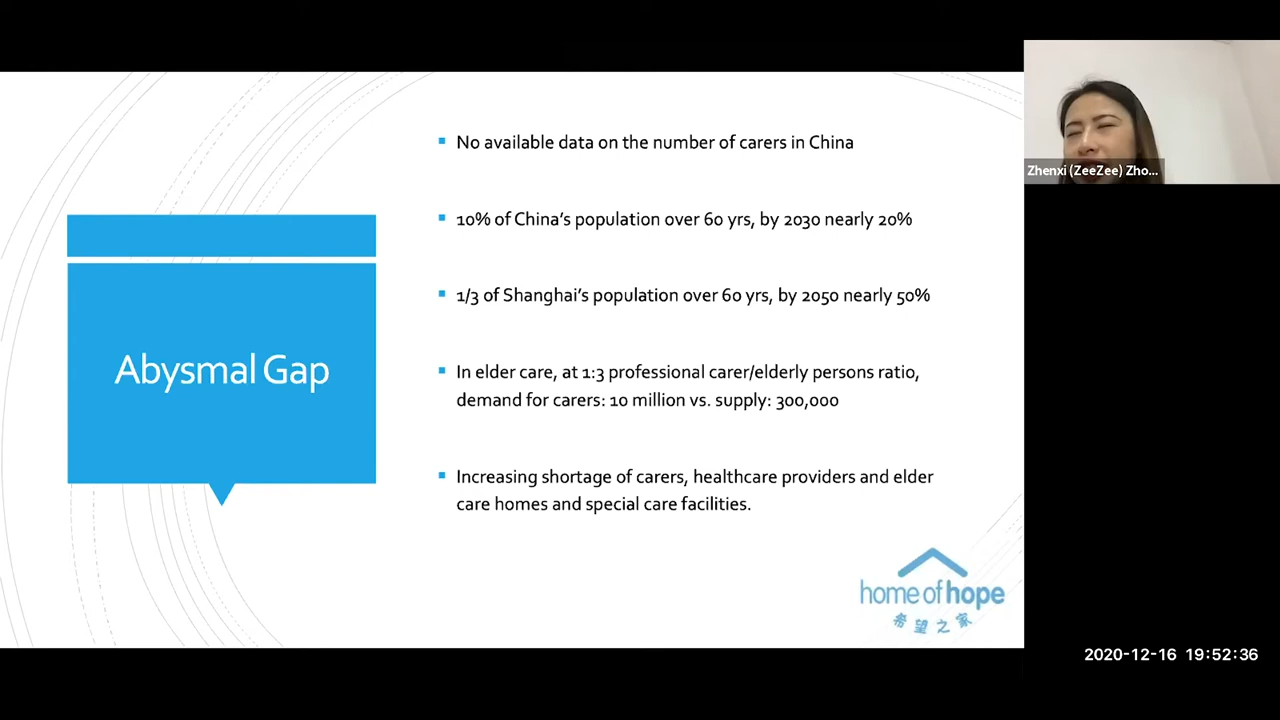 No available data on the number of carers in China
10% of China's population over 60 yrs, by 2030 nearly 20%
1/3 of Shanghai's population over 60 yrs, by 2050 nearly 50%
Abysmal Gap
In elder care, at 1:3 professional carer/elderly persons ratio,
demand for carers: 10 million vs. supply: 300,000
Increasing shortage of carers, healthcare providers and elder
care homes and special care facilities.
home of hope
希望之家
Zhenxi (ZeeZee) Zho...
2020-12-16 19:52:36